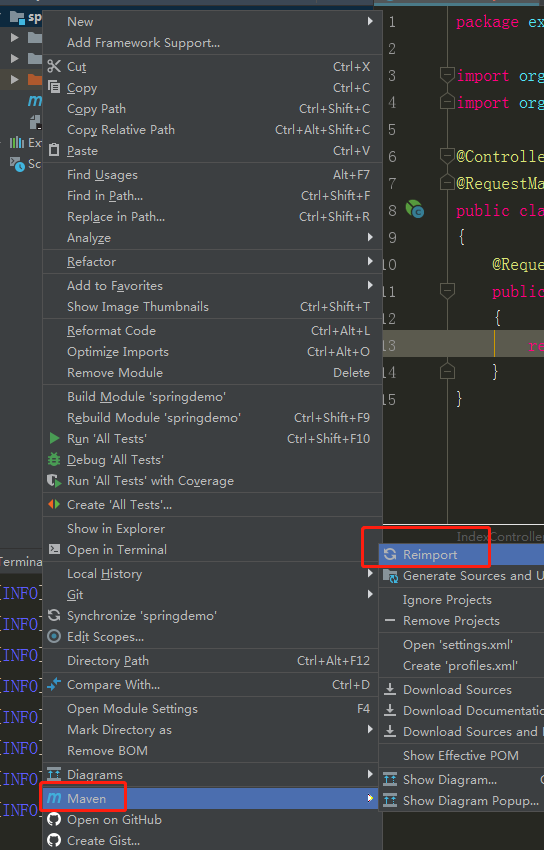 sp
New
Add Framework Support...
Cut Ctrl+X
Copy Ctrl+C
Copy Path Ctrl+Shift+C
Copy Relative Path Ctrl+Alt+Shift+C
Paste Ctrl+V
Find Usages Alt+F7
Find in Path... Ctrl+Shift+F
Replace in Path... Ctrl+Shift+R
Analyze
Refactor
Add to Favorites
Show Image Thumbnails Ctrl+Shift+T
Reformat Code Ctrl+Alt+L
Optimize Imports Ctrl+Alt+O
Remove Module Delete
Build Module 'springdemo'
Rebuild Module 'springdemo' Ctrl+Shift+F9
Run 'All Tests' Ctrl+Shift+F10
Debug 'All Tests'
Run 'All Tests' with Coverage
Create 'All Tests'...
Show in Explorer
Open in Terminal
Local History
Git
Synchronize 'springdemo'
Edit Scopes...
Directory Path Ctrl+Alt+F12
Compare With... Ctrl+D
Open Module Settings F4
Mark Directory as
Remove BOM
Diagrams
Maven
Open on GitHub
Create Gist...
m
Ext
Sc
Termina
[INFO]
[INFO]
[INFO]
[INFO]
[INFO]
[INFO]
[INFO]
[INFO]
1 package ex
2
3 import org
4 import org
5
6 @Controlle
7 @RequestMa
8 public cla
9 {
10 @Reque
11 public
12 {
13 re
14 }
15 }
IndexController
Reimport
Generate Sources and U
Ignore Projects
Remove Projects
Open 'settings.xml'
Create 'profiles.xml'
Download Sources
Download Documentatio
Download Sources and
Show Effective POM
Show Diagram...
Show Diagram Popup...